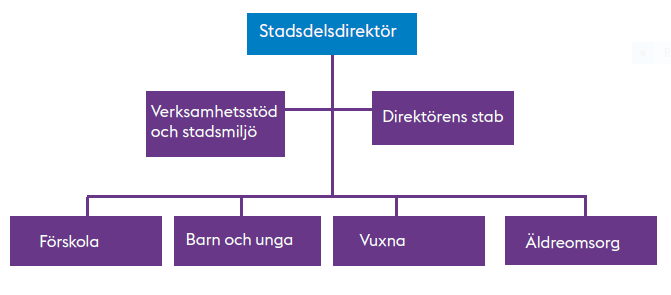 Stadsdelsdirektör
Verksamhetsstöd
och stadsmiljö
Direktörens stab
Förskola
Barn och unga
Vuxna
Äldreomsorg